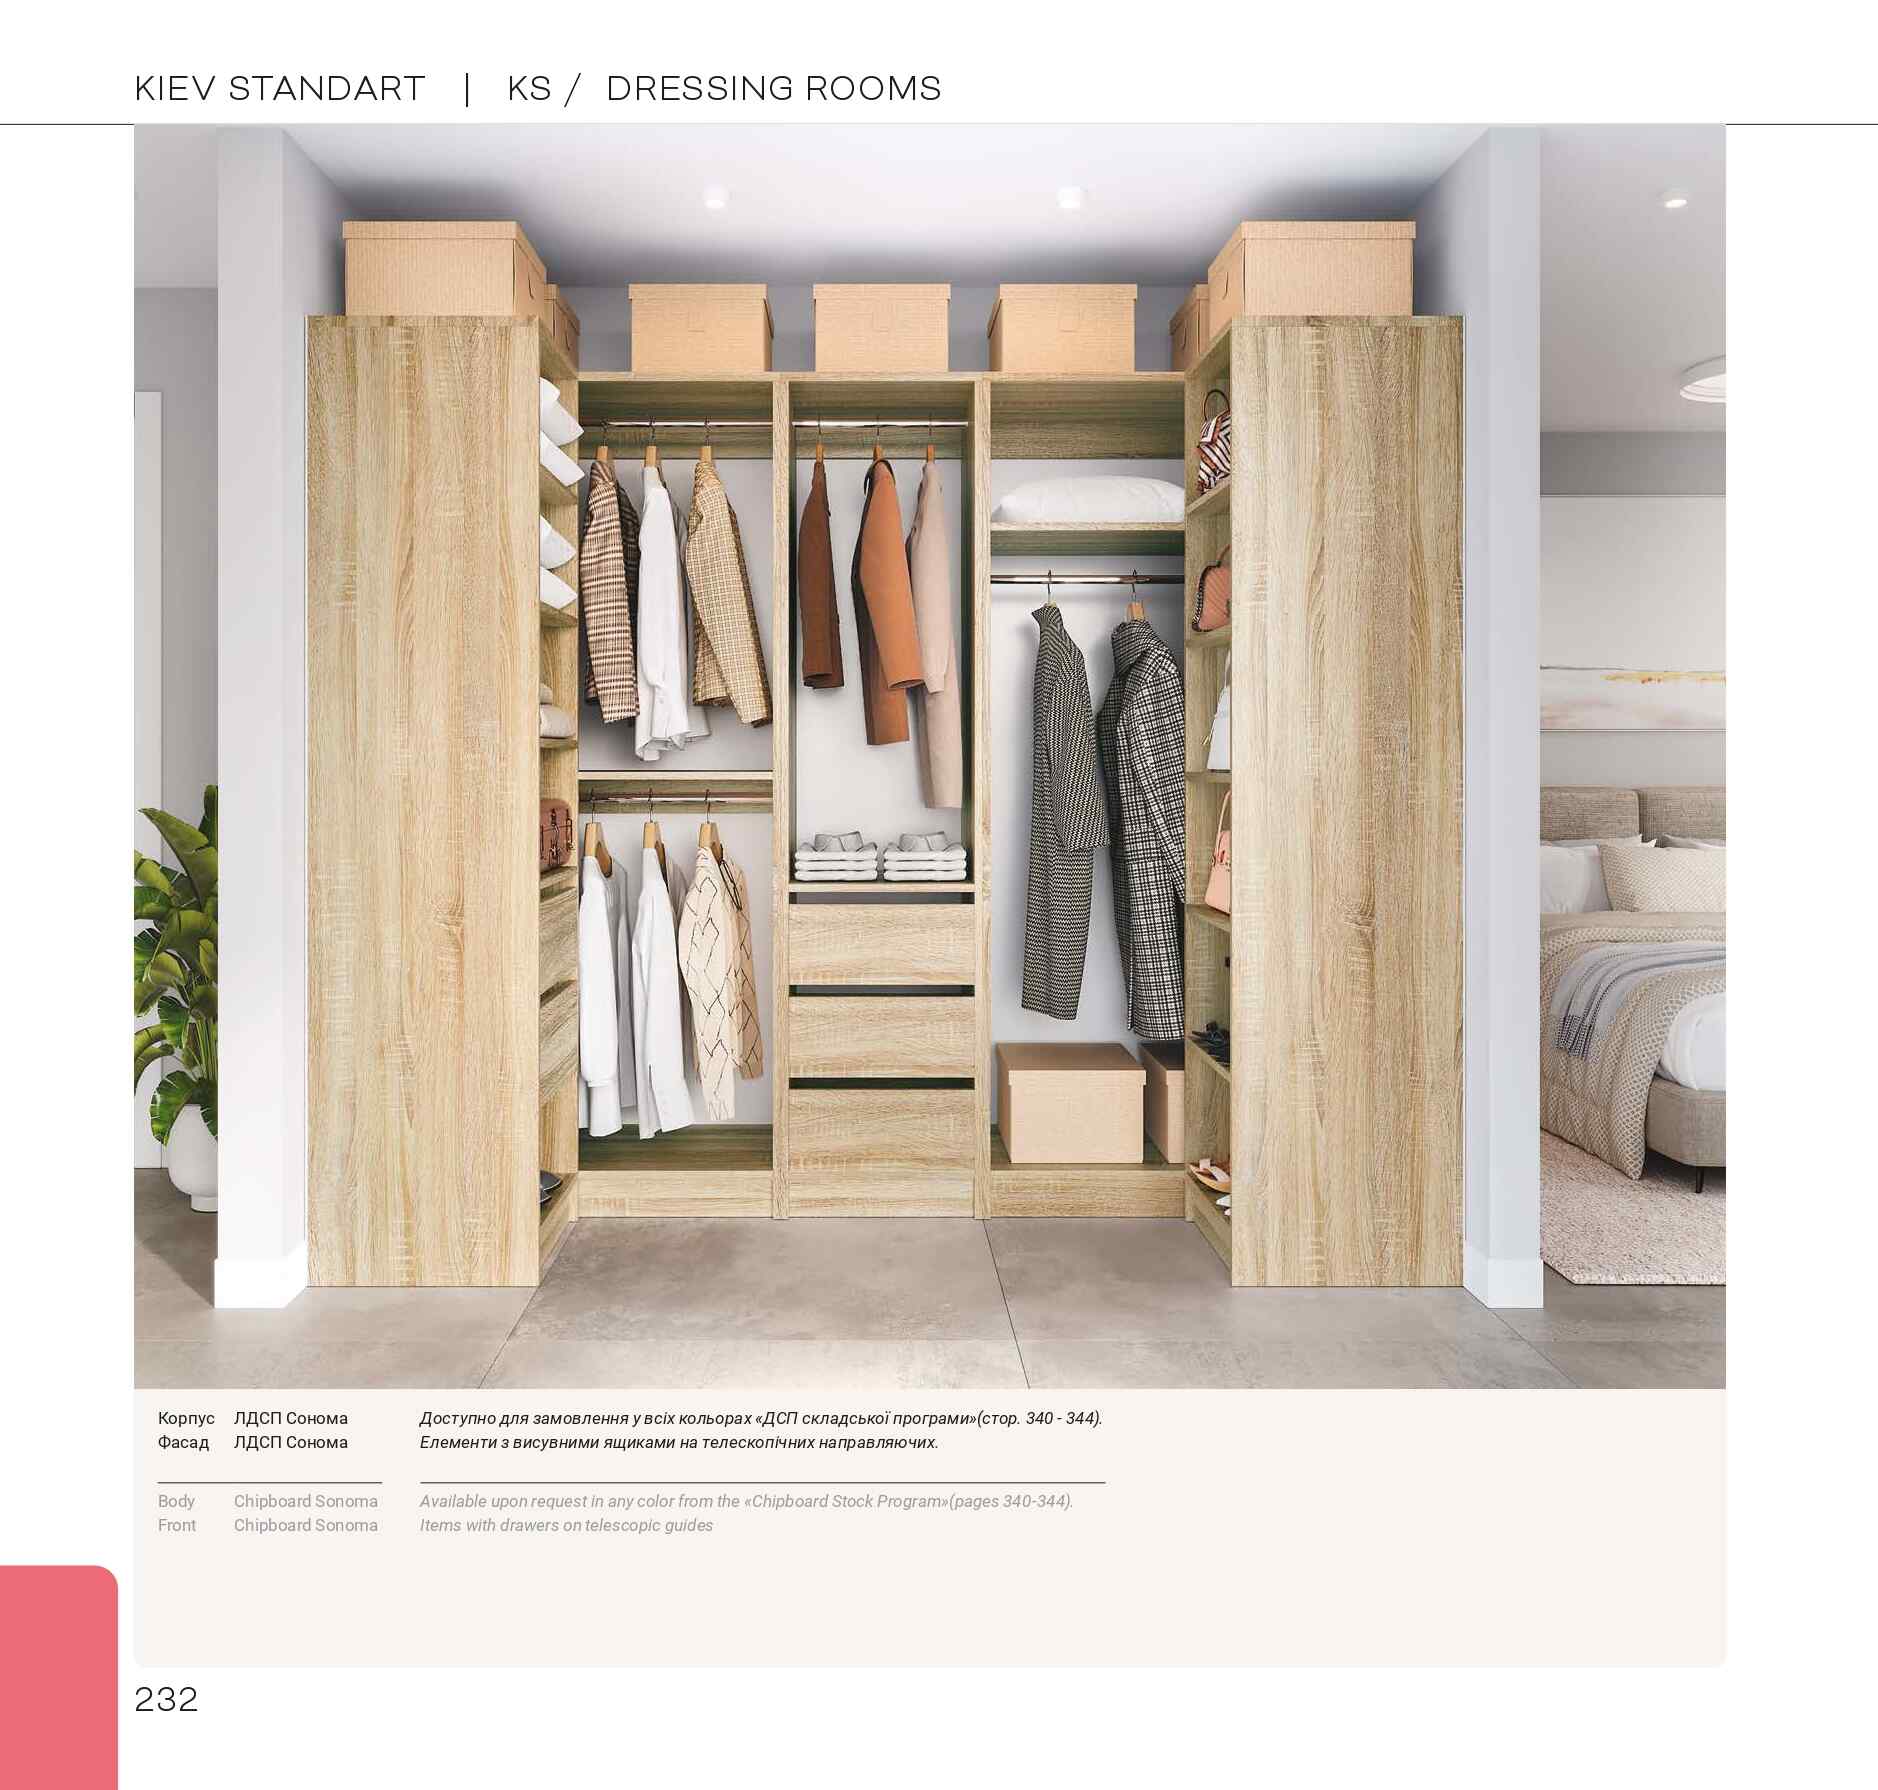 KIEV STANDART | KS / DRESSING ROOMS
Корпус ЛДСП Сонома
Фасад ЛДСП Сонома
Доступно для замовлення у всіх кольорах «ДСП складської програми»(стор. 340 - 344).
Елементи з висувними ящиками на телескопічних направляючих.
Body Chipboard Sonoma
Front Chipboard Sonoma
Available upon request in any color from the «Chipboard Stock Program»(pages 340-344).
Items with drawers on telescopic guides
232